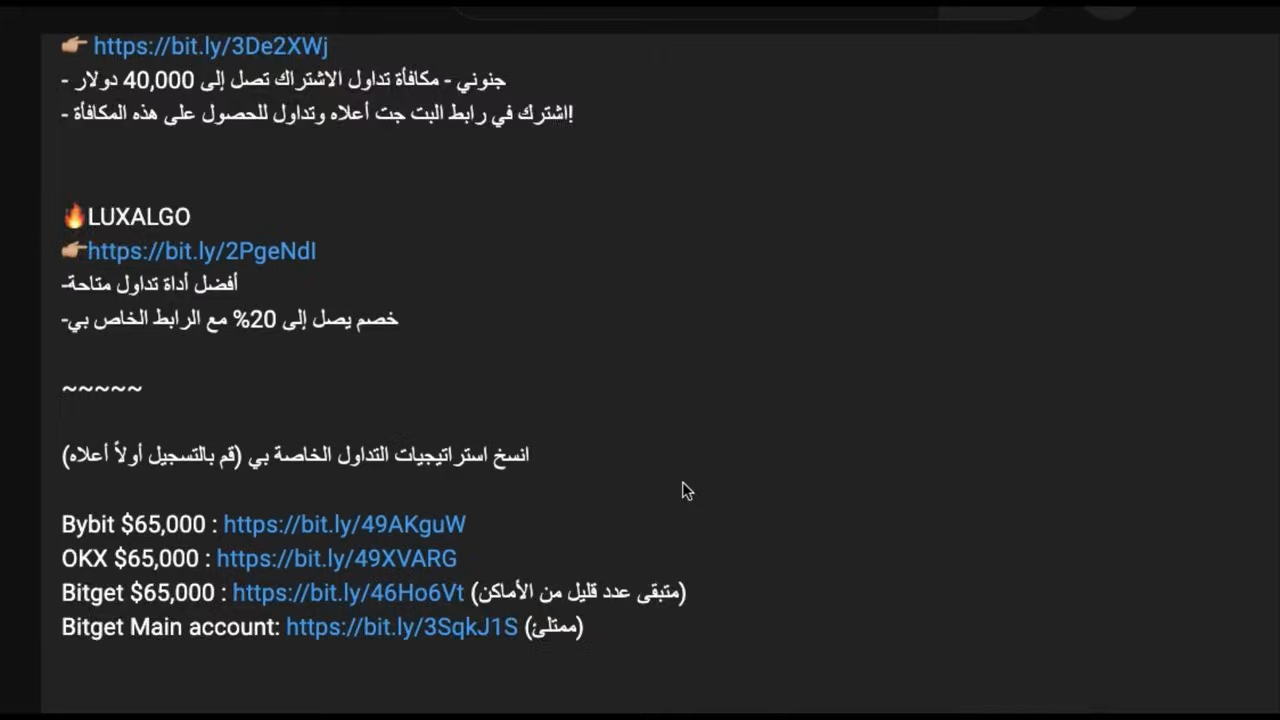 👉🏼 https://bit.ly/3De2XWj
- جنوني - مكافأة تداول الاشتراك تصل إلى 40,000 دولار
- اشترك في رابط البت جت أعلاه وتداول للحصول على هذه المكافأة!
🔥LUXALGO
👉🏼https://bit.ly/2PgeNdI
-أفضل أداة تداول متاحة
-خصم يصل إلى 20% مع الرابط الخاص بي
~~~~~
انسخ استراتيجيات التداول الخاصة بي (قم بالتسجيل أولاً أعلاه)
Bybit $65,000 : https://bit.ly/49AKguW
OKX $65,000 : https://bit.ly/49XVARG
Bitget $65,000 : https://bit.ly/46Ho6Vt (متبقى عدد قليل من الأماكن)
Bitget Main account: https://bit.ly/3SqkJ1S (ممتلئ)